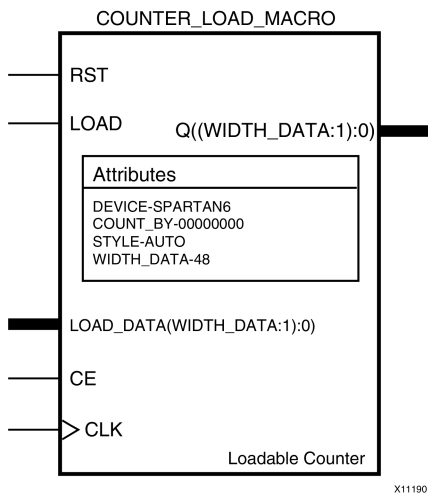 COUNTER_LOAD_MACRO
RST
LOAD
Q((WIDTH_DATA:1):0)
Attributes
DEVICE-SPARTAN6
COUNT_BY-00000000
STYLE-AUTO
WIDTH_DATA-48
LOAD_DATA(WIDTH_DATA:1):0)
CE
CLK
Loadable Counter
X11190